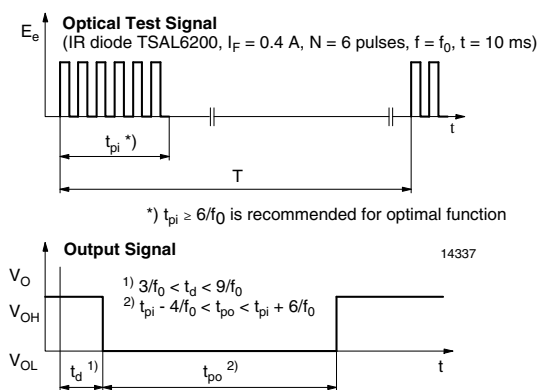 Optical Test Signal
E_e
(IR diode TSAL6200, I_F = 0.4 A, N = 6 pulses, f = f_0, t = 10 ms)
t
t_pi *)
T
*) t_pi ≥ 6/f_0 is recommended for optimal function
Output Signal
14337
V_O
1) 3/f_0 < t_d < 9/f_0
V_OH
2) t_pi - 4/f_0 < t_po < t_pi + 6/f_0
V_OL
t_d 1)
t_po 2)
t